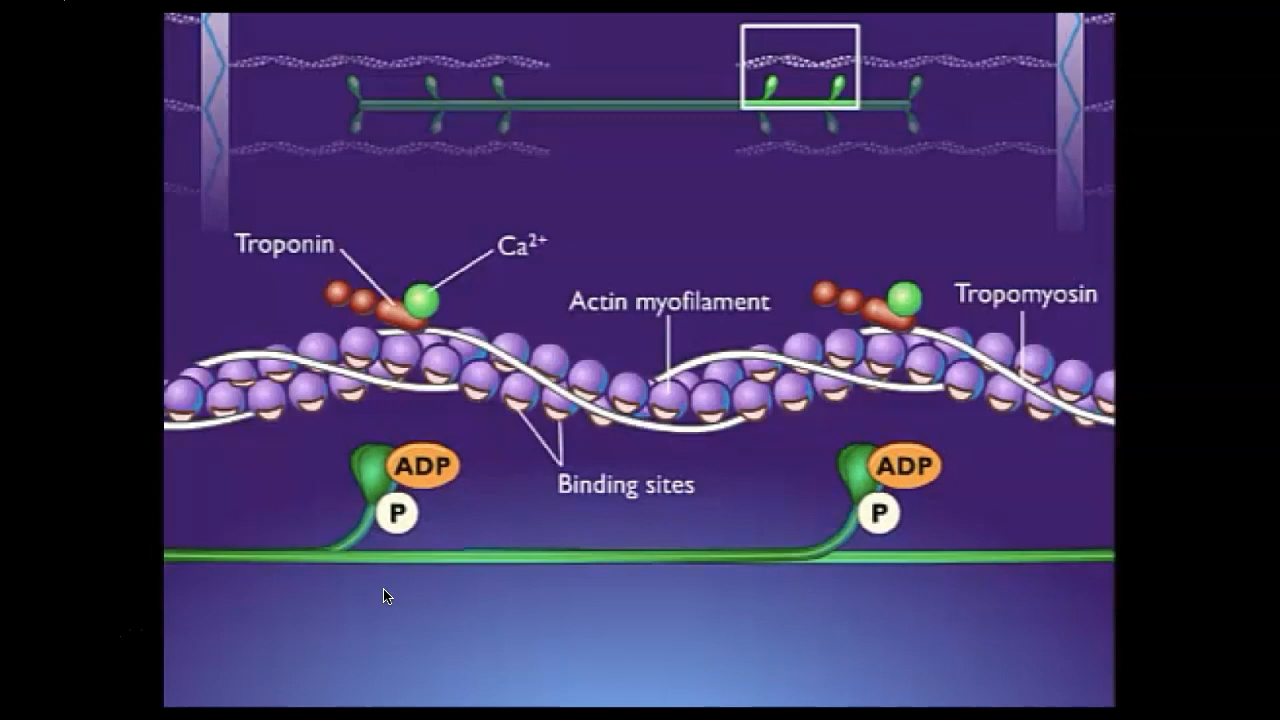 Troponin
Ca²⁺
Actin myofilament
Tropomyosin
ADP
ADP
P
P
Binding sites